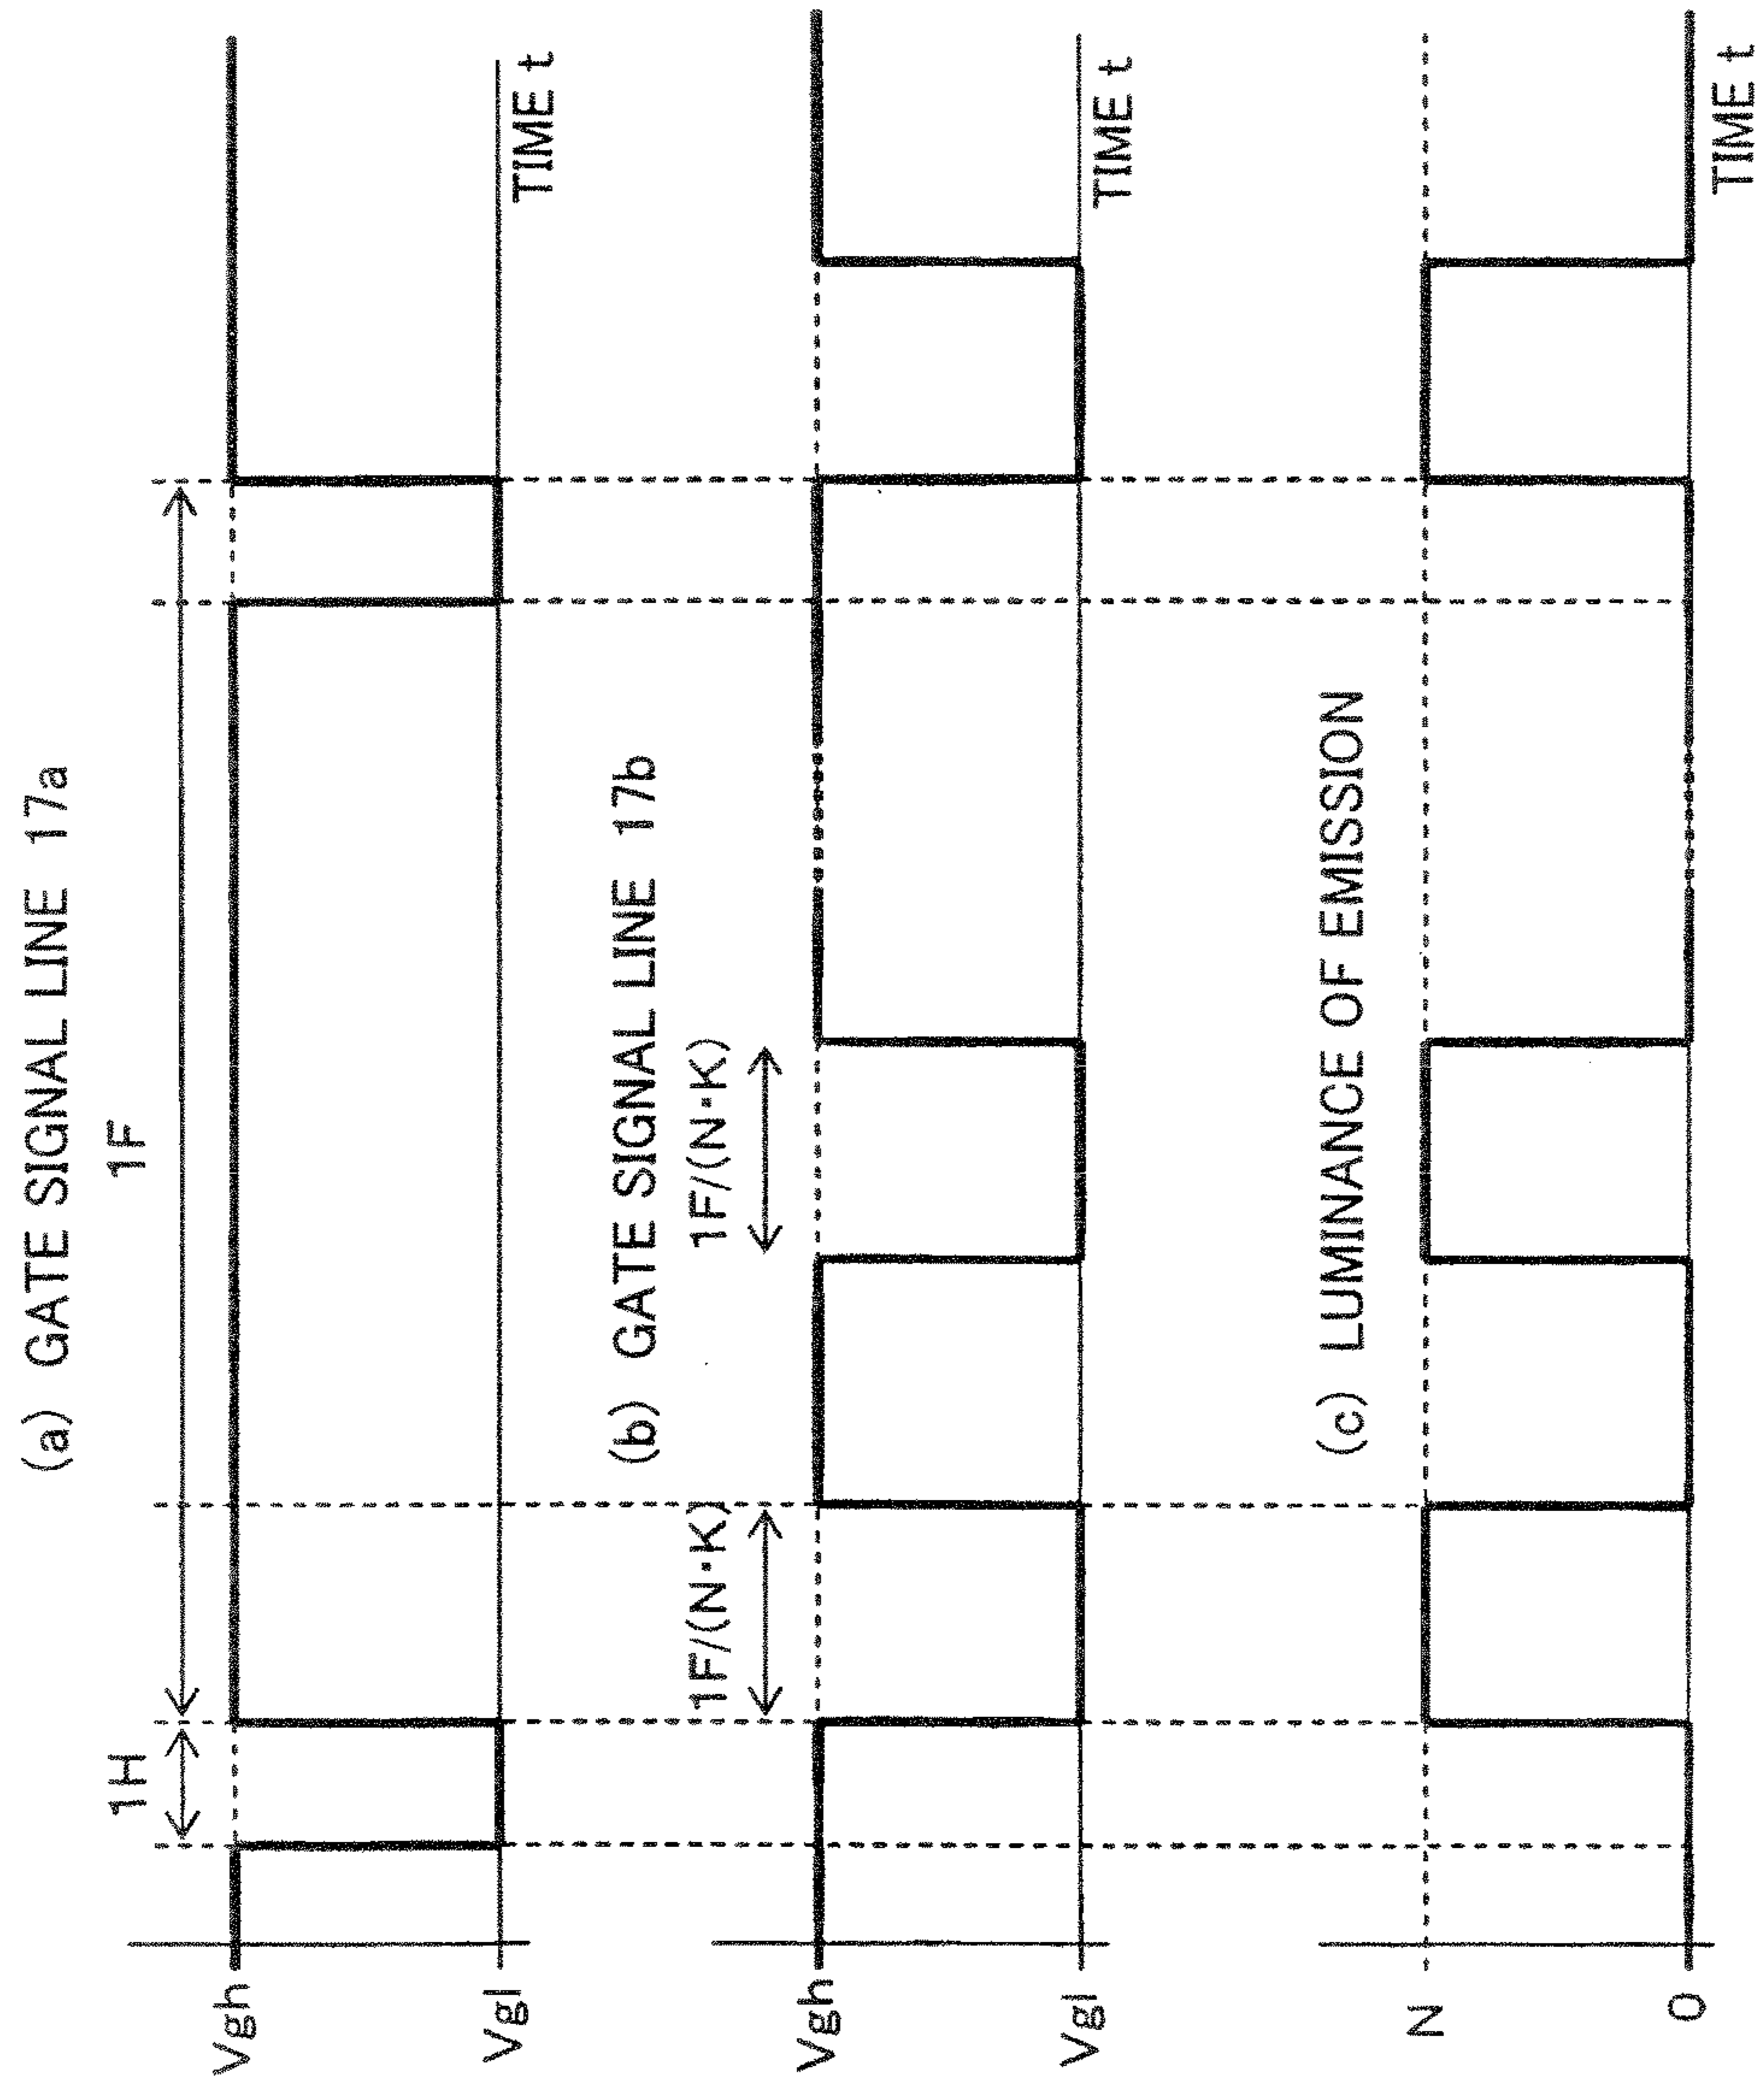 (a) GATE SIGNAL LINE 17a
1H
1F
Vgh
Vgl
TIME t
(b) GATE SIGNAL LINE 17b
1F/(N·K)
1F/(N·K)
Vgh
Vgl
TIME t
(c) LUMINANCE OF EMISSION
N
0
TIME t